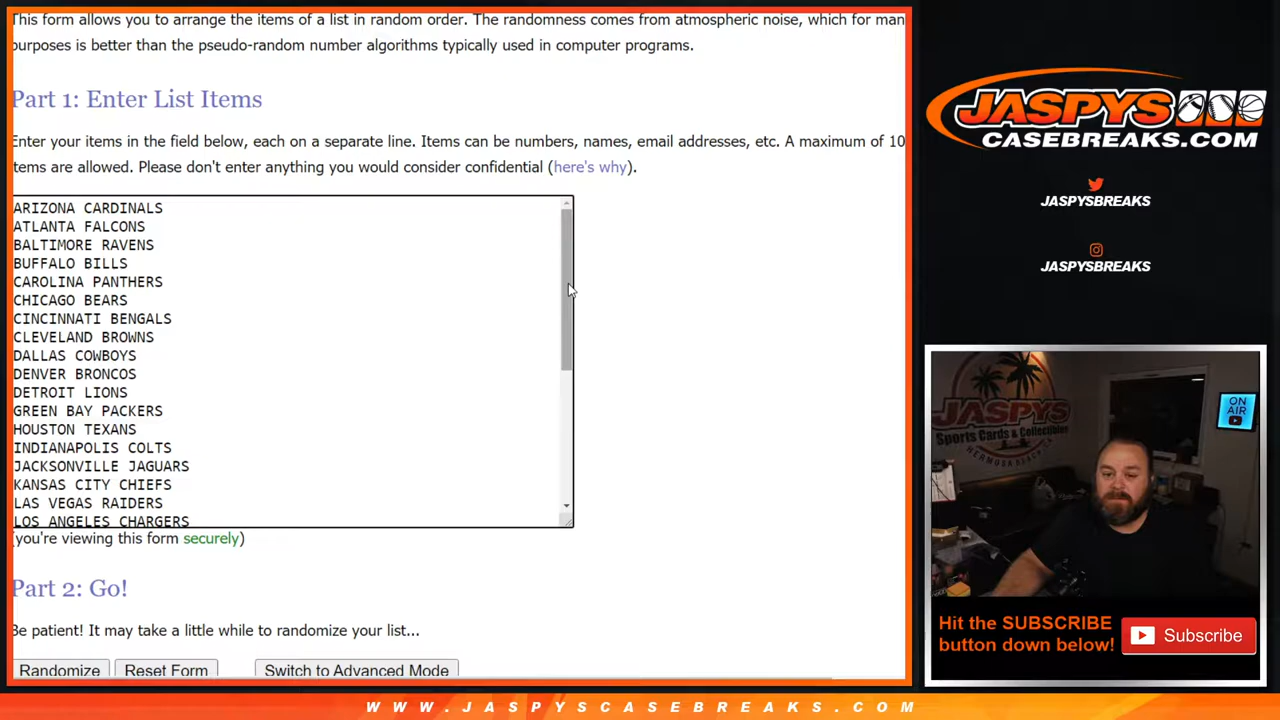 This form allows you to arrange the items of a list in random order. The randomness comes from atmospheric noise, which for man
purposes is better than the pseudo-random number algorithms typically used in computer programs.
Part 1: Enter List Items
Enter your items in the field below, each on a separate line. Items can be numbers, names, email addresses, etc. A maximum of 10
items are allowed. Please don't enter anything you would consider confidential (here's why).
ARIZONA CARDINALS
ATLANTA FALCONS
BALTIMORE RAVENS
BUFFALO BILLS
CAROLINA PANTHERS
CHICAGO BEARS
CINCINNATI BENGALS
CLEVELAND BROWNS
DALLAS COWBOYS
DENVER BRONCOS
DETROIT LIONS
GREEN BAY PACKERS
HOUSTON TEXANS
INDIANAPOLIS COLTS
JACKSONVILLE JAGUARS
KANSAS CITY CHIEFS
LAS VEGAS RAIDERS
LOS ANGELES CHARGERS
(you're viewing this form securely)
Part 2: Go!
Be patient! It may take a little while to randomize your list...
Randomize Reset Form Switch to Advanced Mode
JASPYS
CASEBREAKS.COM
JASPYSBREAKS
JASPYSBREAKS
JASPYS
Sports Cards & Collectibles
HERMOSA BEACH
ON
AIR
Hit the SUBSCRIBE
button down below!
Subscribe
WWW.JASPYSCASEBREAKS.COM